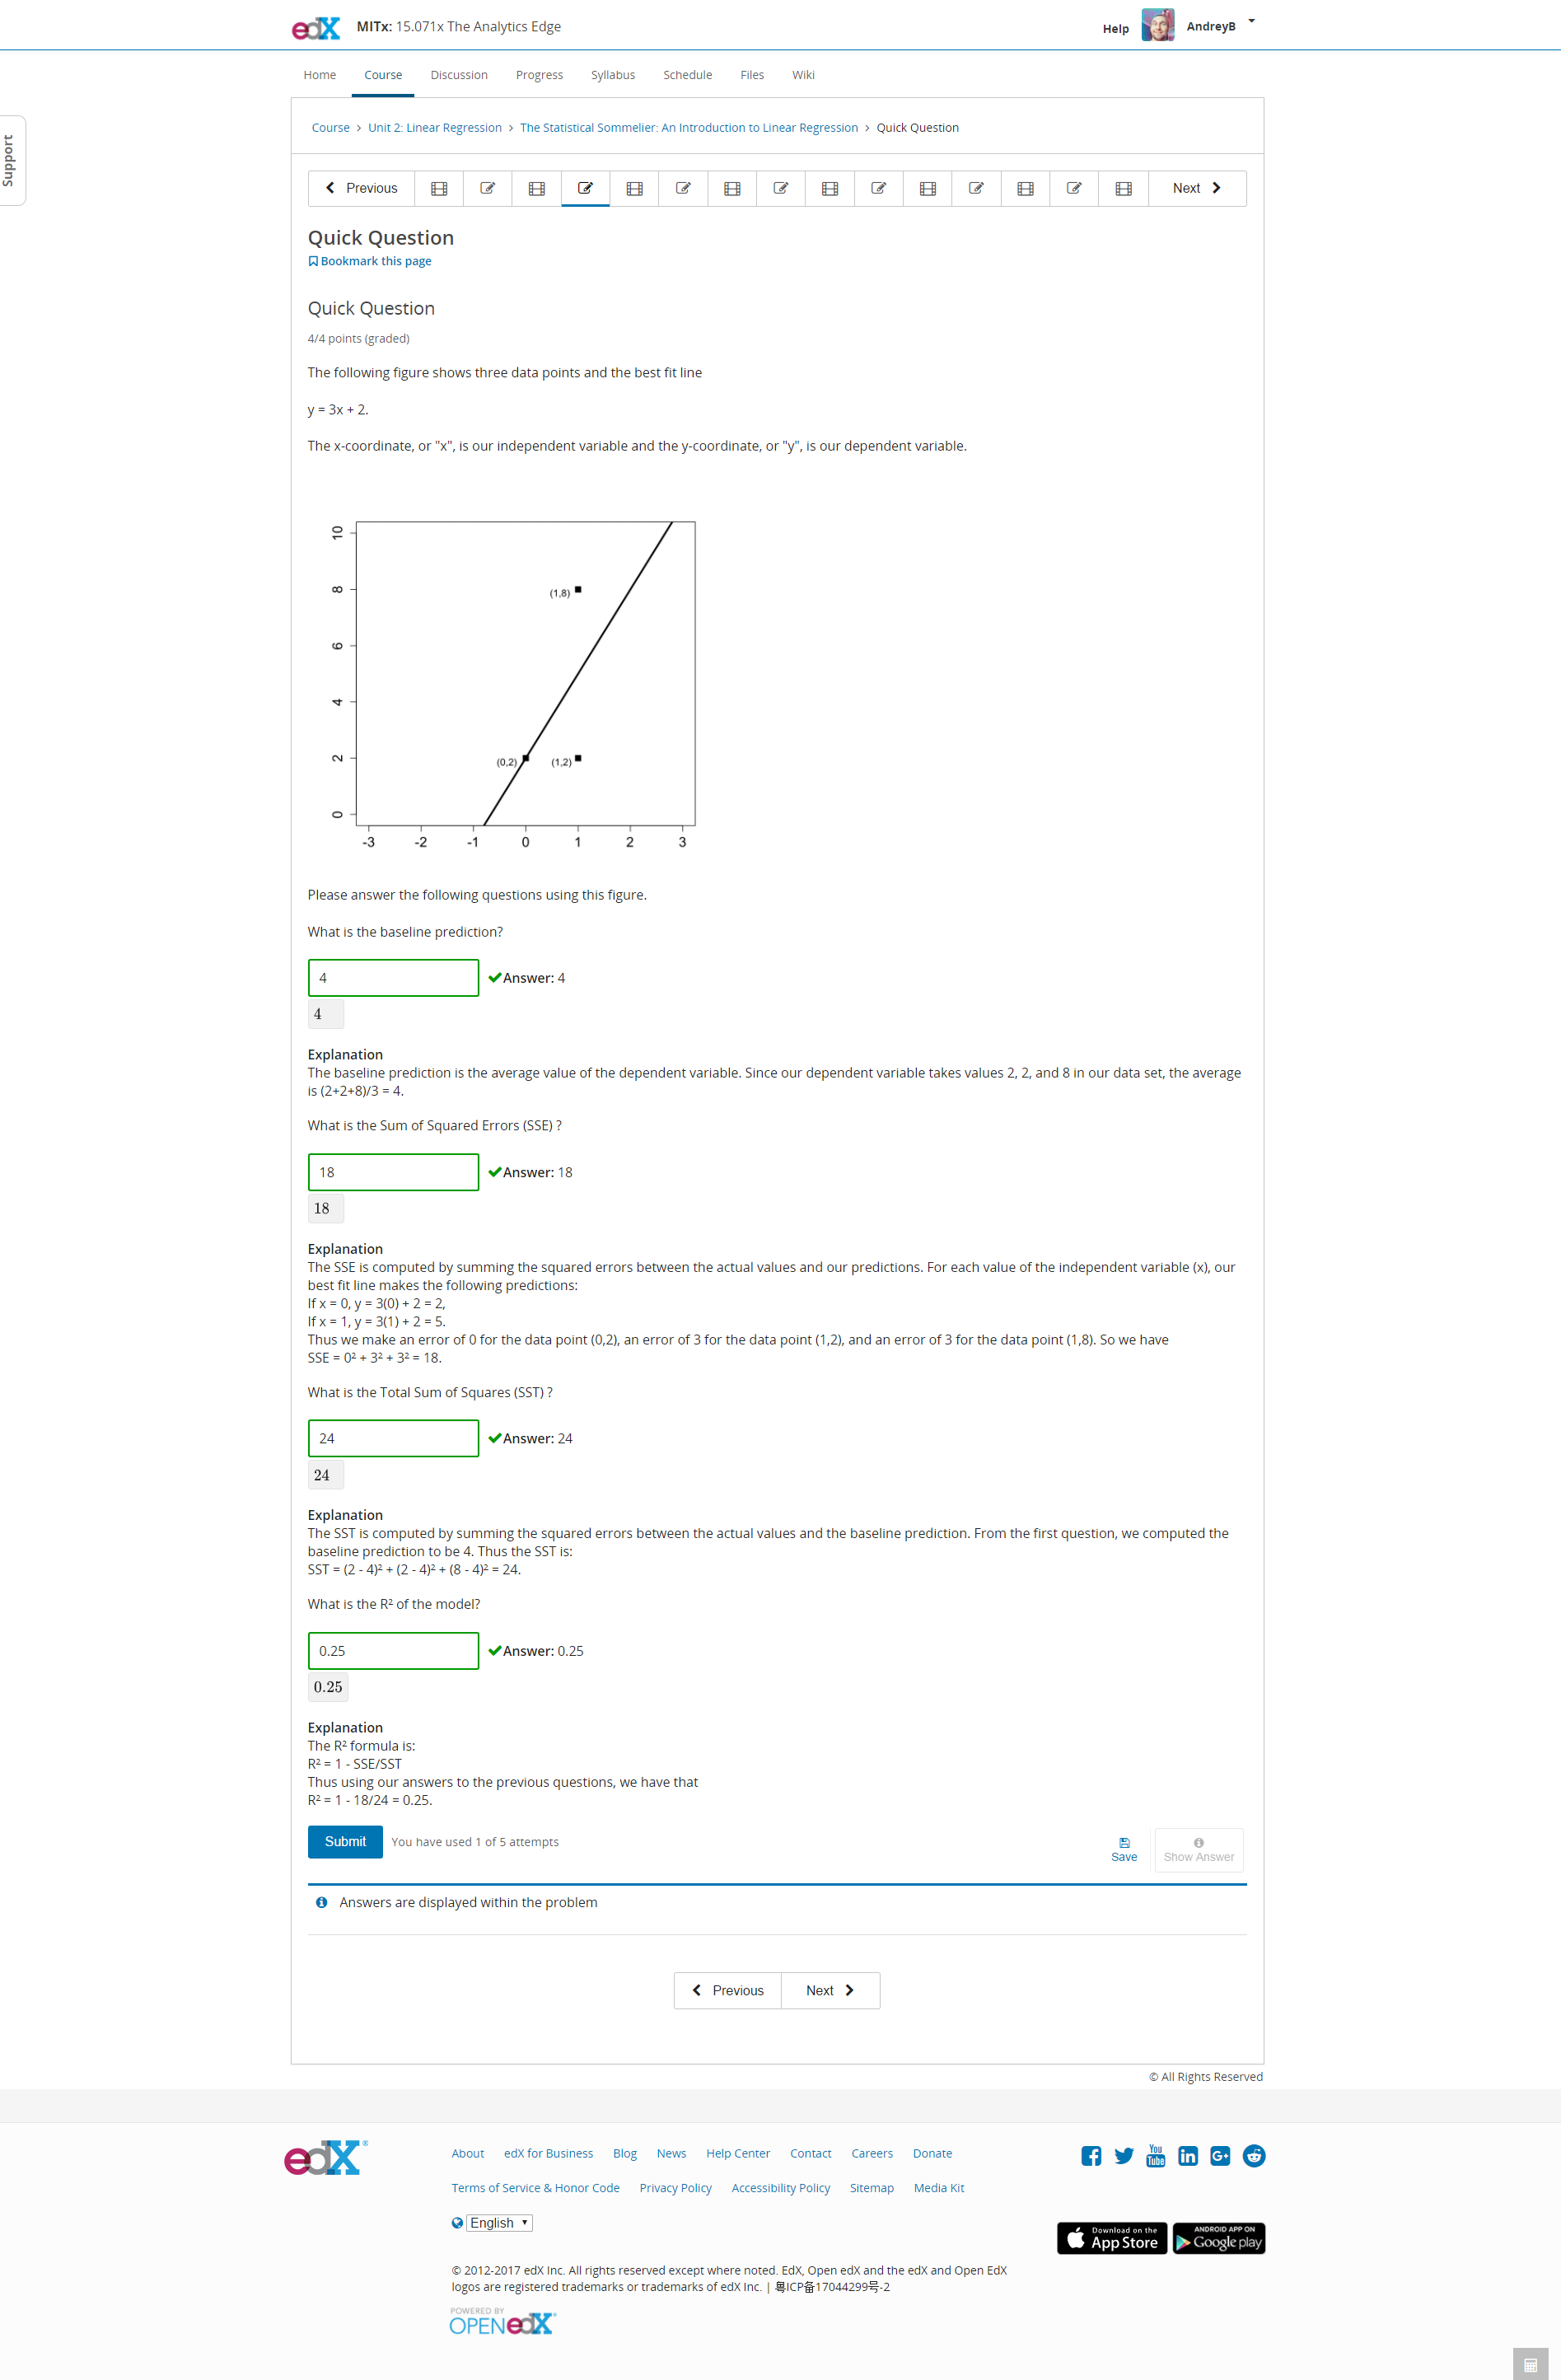 edX MITx: 15.071x The Analytics Edge Help AndreyB
Home Course Discussion Progress Syllabus Schedule Files Wiki
Support
Course > Unit 2: Linear Regression > The Statistical Sommelier: An Introduction to Linear Regression > Quick Question
Previous Next
Quick Question
Bookmark this page
Quick Question
4/4 points (graded)
The following figure shows three data points and the best fit line
y = 3x + 2.
The x-coordinate, or "x", is our independent variable and the y-coordinate, or "y", is our dependent variable.
10
8
(1,8)
6
4
2
(0,2) (1,2)
0
-3 -2 -1 0 1 2 3
Please answer the following questions using this figure.
What is the baseline prediction?
4 Answer: 4
4
Explanation
The baseline prediction is the average value of the dependent variable. Since our dependent variable takes values 2, 2, and 8 in our data set, the average
is (2+2+8)/3 = 4.
What is the Sum of Squared Errors (SSE) ?
18 Answer: 18
18
Explanation
The SSE is computed by summing the squared errors between the actual values and our predictions. For each value of the independent variable (x), our
best fit line makes the following predictions:
If x = 0, y = 3(0) + 2 = 2,
If x = 1, y = 3(1) + 2 = 5.
Thus we make an error of 0 for the data point (0,2), an error of 3 for the data point (1,2), and an error of 3 for the data point (1,8). So we have
SSE = 0² + 3² + 3² = 18.
What is the Total Sum of Squares (SST) ?
24 Answer: 24
24
Explanation
The SST is computed by summing the squared errors between the actual values and the baseline prediction. From the first question, we computed the
baseline prediction to be 4. Thus the SST is:
SST = (2 - 4)² + (2 - 4)² + (8 - 4)² = 24.
What is the R² of the model?
0.25 Answer: 0.25
0.25
Explanation
The R² formula is:
R² = 1 - SSE/SST
Thus using our answers to the previous questions, we have that
R² = 1 - 18/24 = 0.25.
Submit You have used 1 of 5 attempts Save Show Answer
Answers are displayed within the problem
Previous Next
© All Rights Reserved
edX®
About edX for Business Blog News Help Center Contact Careers Donate
You Tube in G+
Terms of Service & Honor Code Privacy Policy Accessibility Policy Sitemap Media Kit
English
Download on the App Store
ANDROID APP ON Google play
© 2012-2017 edX Inc. All rights reserved except where noted. EdX, Open edX and the edX and Open EdX
logos are registered trademarks or trademarks of edX Inc. | 粤ICP备17044299号-2
POWERED BY
OPEN edX